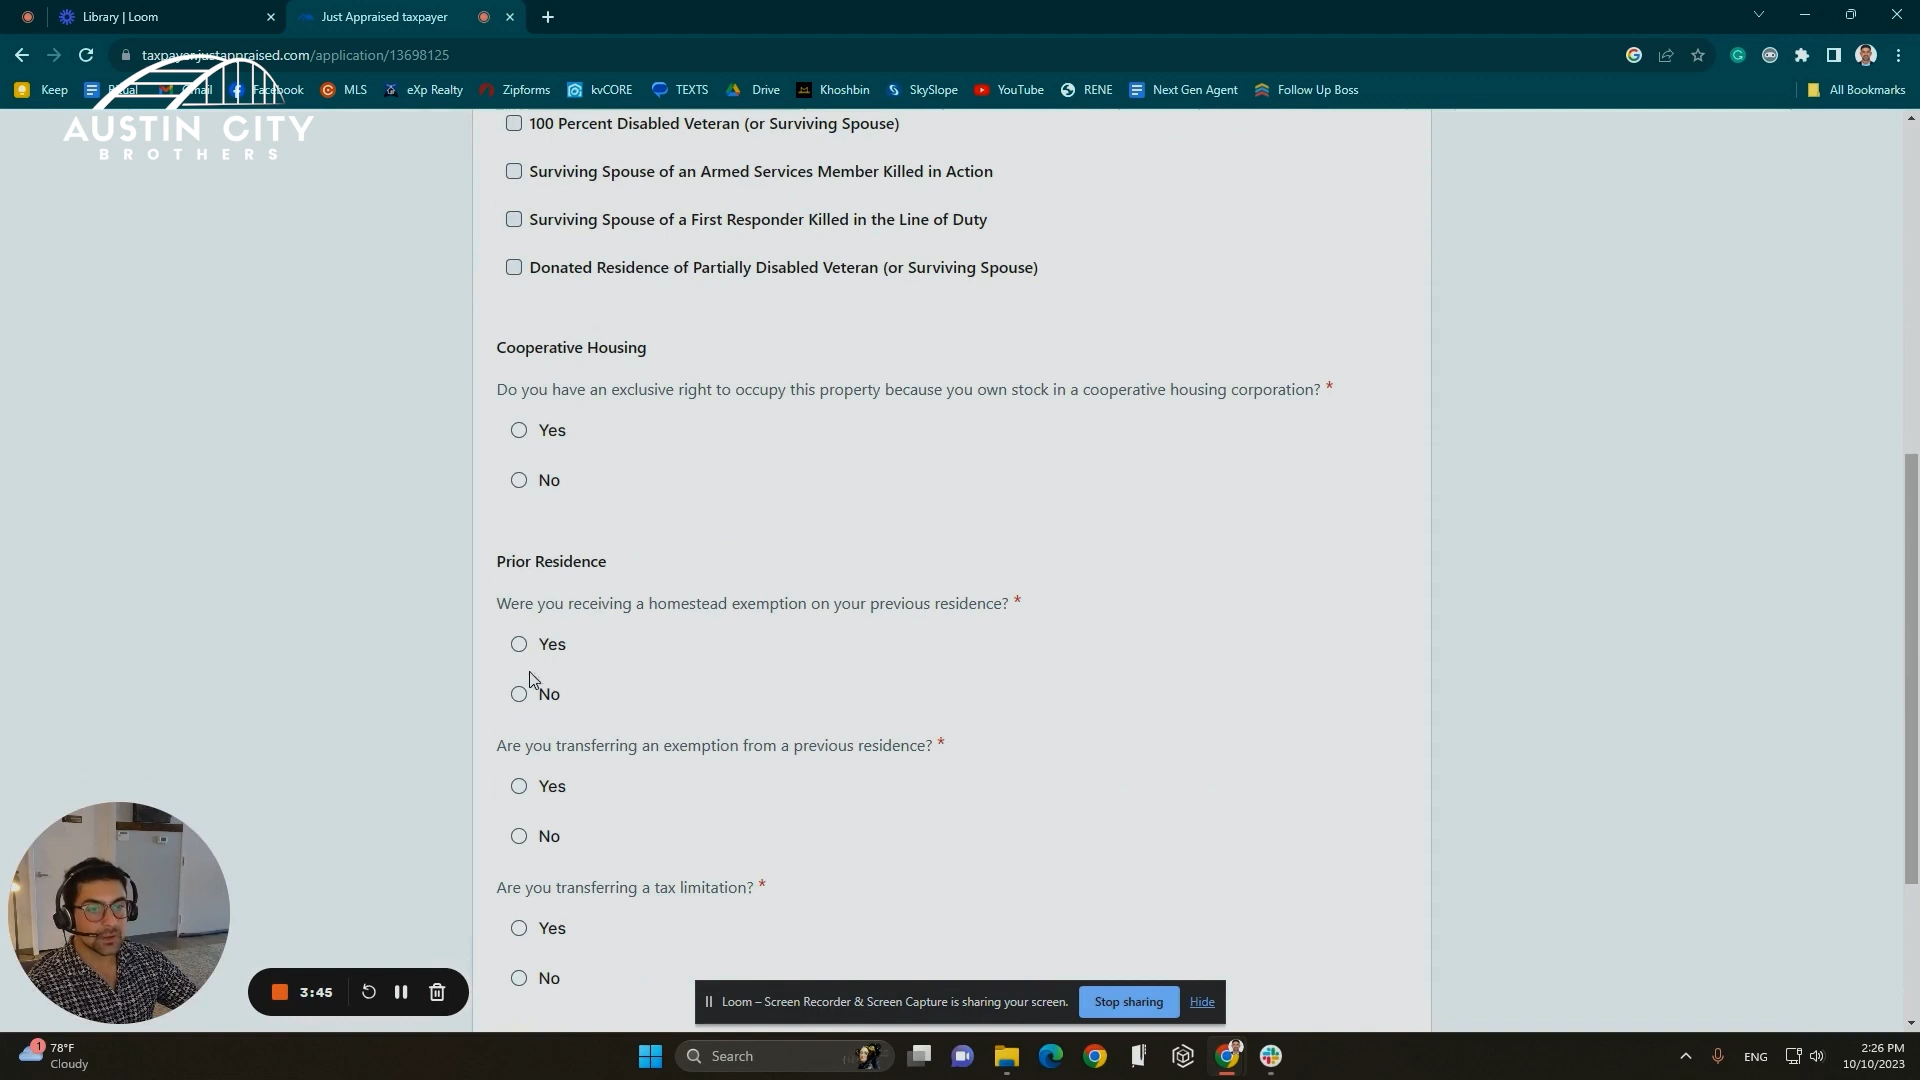 Library | Loom
Just Appraised taxpayer
taxpayer.justappraised.com/application/13698125
Keep
Ritual
Gmail
Facebook
MLS
eXp Realty
Zipforms
kvCORE
TEXTS
Drive
Khoshbin
SkySlope
YouTube
RENE
Next Gen Agent
Follow Up Boss
All Bookmarks
AUSTIN CITY
BROTHERS
100 Percent Disabled Veteran (or Surviving Spouse)
Surviving Spouse of an Armed Services Member Killed in Action
Surviving Spouse of a First Responder Killed in the Line of Duty
Donated Residence of Partially Disabled Veteran (or Surviving Spouse)
Cooperative Housing
Do you have an exclusive right to occupy this property because you own stock in a cooperative housing corporation? *
Yes
No
Prior Residence
Were you receiving a homestead exemption on your previous residence? *
Yes
No
Are you transferring an exemption from a previous residence? *
Yes
No
Are you transferring a tax limitation? *
Yes
No
3:45
Loom – Screen Recorder & Screen Capture is sharing your screen.
Stop sharing
Hide
1
78°F
Cloudy
Search
ENG
2:26 PM
10/10/2023